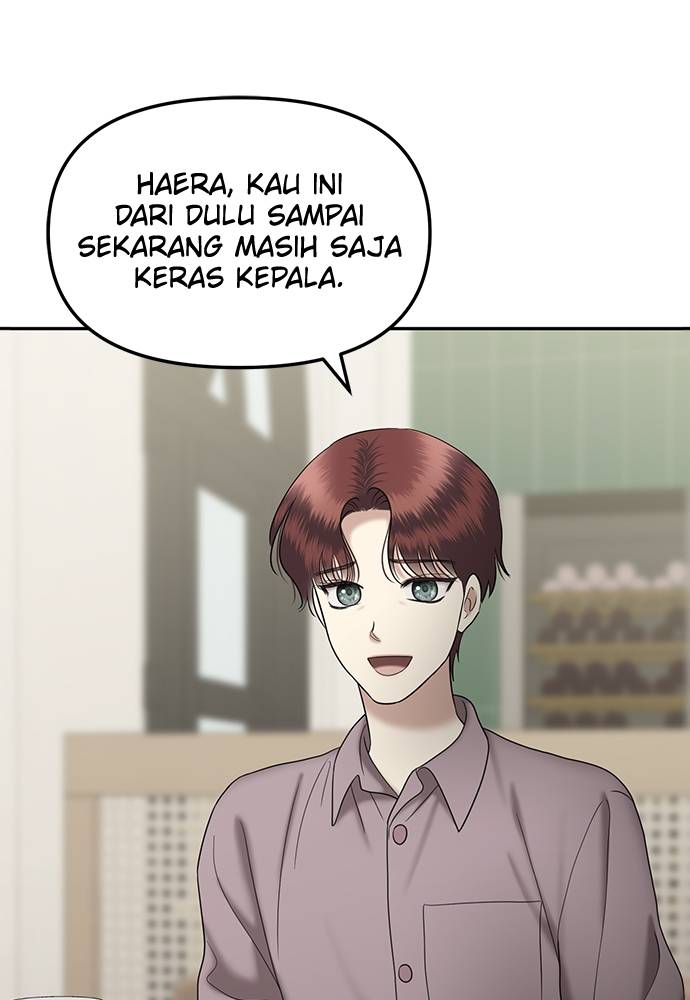 HAERA, KAU INI
DARI DULU SAMPAI
SEKARANG MASIH SAJA
KERAS KEPALA.